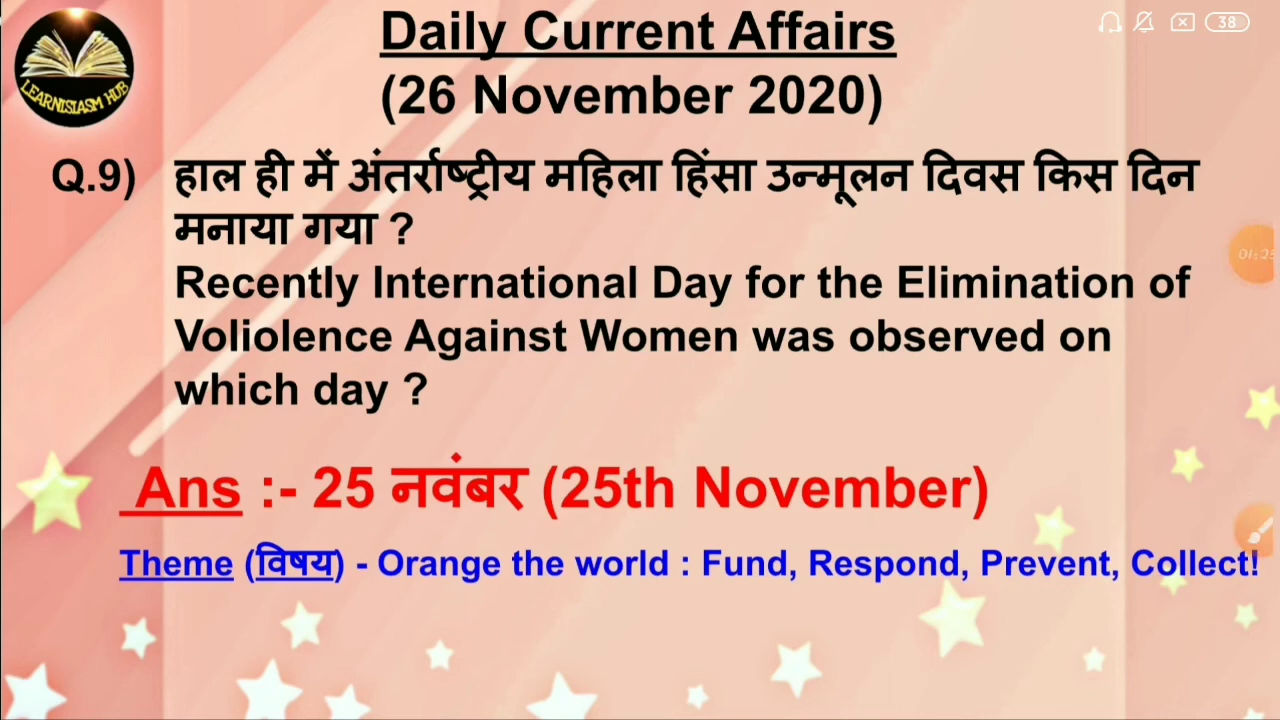 Daily Current Affairs
(26 November 2020)
LEARNISIASM HUB
38
Q.9) हाल ही में अंतर्राष्ट्रीय महिला हिंसा उन्मूलन दिवस किस दिन
मनाया गया ?
Recently International Day for the Elimination of
Voliolence Against Women was observed on
which day ?
01:25
Ans :- 25 नवंबर (25th November)
Theme (विषय) - Orange the world : Fund, Respond, Prevent, Collect!